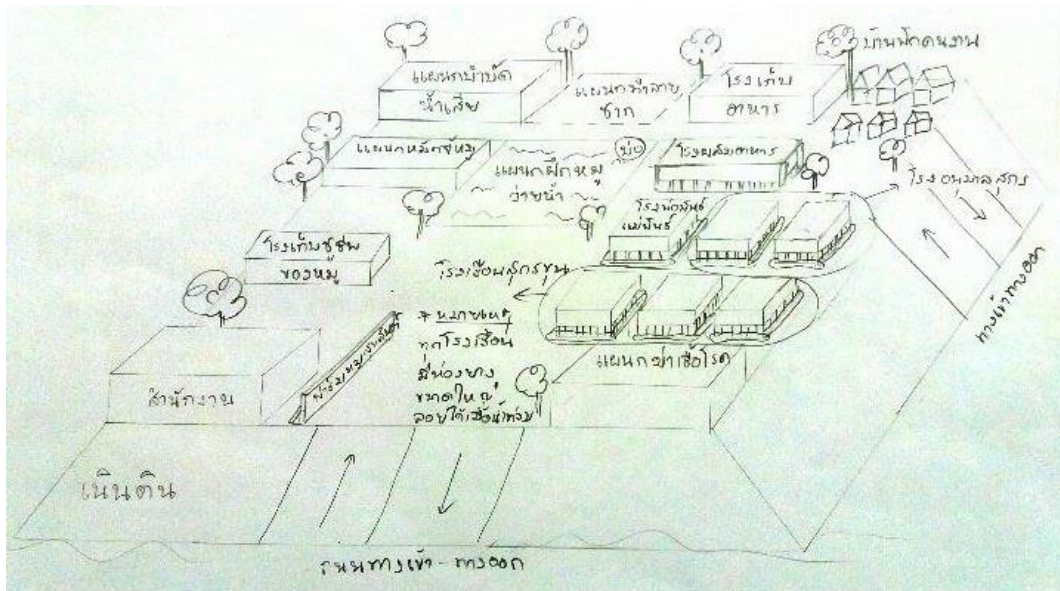 บ้านพักคนงาน
แผนกบำบัด
น้ำเสีย
แผนกทำลาย
ซาก
โรงเก็บ
อาหาร
แผนกหมักขี้หมู
แผนกฝึกหมู
ว่ายน้ำ
บ่อ
โรงผสมอาหาร
โรงอนุบาลสุกร
โรงพ่อพันธุ์
แม่พันธุ์
โรงเก็บชูชีพ
ของหมู
โรงเรือนสุกรขุน
* หมายเหตุ
ทุกโรงเรือน
มีห่วงยาง
ขนาดใหญ่
ลอยได้เมื่อน้ำท่วม
แผนกฆ่าเชื้อโรค
ทางเข้าทางออก
สำนักงาน
เนินดิน
ถนนทางเข้า - ทางออก